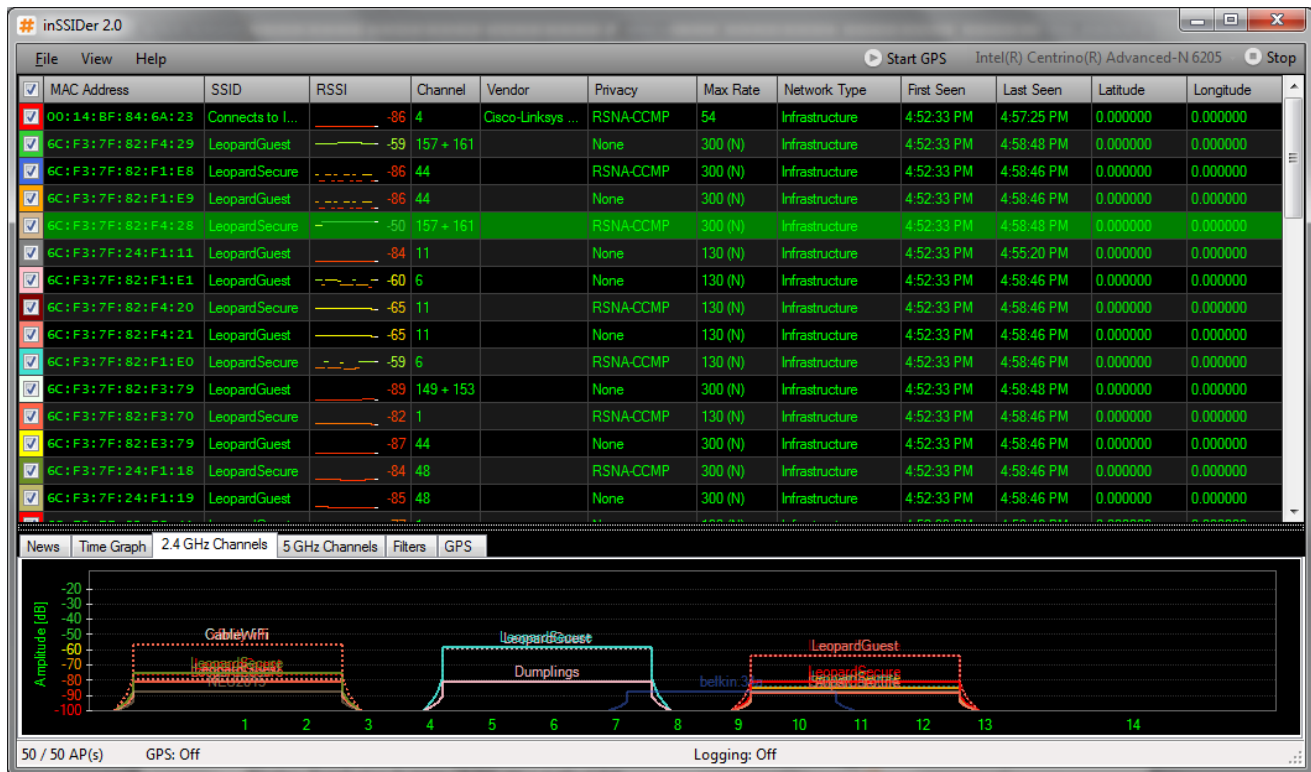 inSSIDer 2.0
File View Help Start GPS Intel(R) Centrino(R) Advanced-N 6205 Stop
MAC Address SSID RSSI Channel Vendor Privacy Max Rate Network Type First Seen Last Seen Latitude Longitude
00:14:BF:84:6A:23 Connects to I... -86 4 Cisco-Linksys ... RSNA-CCMP 54 Infrastructure 4:52:33 PM 4:57:25 PM 0.000000 0.000000
6C:F3:7F:82:F4:29 LeopardGuest -59 157 + 161 None 300 (N) Infrastructure 4:52:33 PM 4:58:48 PM 0.000000 0.000000
6C:F3:7F:82:F1:E8 LeopardSecure -86 44 RSNA-CCMP 300 (N) Infrastructure 4:52:33 PM 4:58:46 PM 0.000000 0.000000
6C:F3:7F:82:F1:E9 LeopardGuest -86 44 None 300 (N) Infrastructure 4:52:33 PM 4:58:46 PM 0.000000 0.000000
6C:F3:7F:82:F4:28 LeopardSecure -50 157 + 161 RSNA-CCMP 300 (N) Infrastructure 4:52:33 PM 4:58:48 PM 0.000000 0.000000
6C:F3:7F:24:F1:11 LeopardGuest -84 11 None 130 (N) Infrastructure 4:52:33 PM 4:55:20 PM 0.000000 0.000000
6C:F3:7F:82:F1:E1 LeopardGuest -60 6 None 130 (N) Infrastructure 4:52:33 PM 4:58:46 PM 0.000000 0.000000
6C:F3:7F:82:F4:20 LeopardSecure -65 11 RSNA-CCMP 130 (N) Infrastructure 4:52:33 PM 4:58:46 PM 0.000000 0.000000
6C:F3:7F:82:F4:21 LeopardGuest -65 11 None 130 (N) Infrastructure 4:52:33 PM 4:58:46 PM 0.000000 0.000000
6C:F3:7F:82:F1:E0 LeopardSecure -59 6 RSNA-CCMP 130 (N) Infrastructure 4:52:33 PM 4:58:46 PM 0.000000 0.000000
6C:F3:7F:82:F3:79 LeopardGuest -89 149 + 153 None 300 (N) Infrastructure 4:52:33 PM 4:58:48 PM 0.000000 0.000000
6C:F3:7F:82:F3:70 LeopardSecure -82 1 RSNA-CCMP 130 (N) Infrastructure 4:52:33 PM 4:58:46 PM 0.000000 0.000000
6C:F3:7F:82:E3:79 LeopardGuest -87 44 None 300 (N) Infrastructure 4:52:33 PM 4:58:46 PM 0.000000 0.000000
6C:F3:7F:24:F1:18 LeopardSecure -84 48 RSNA-CCMP 300 (N) Infrastructure 4:52:33 PM 4:58:46 PM 0.000000 0.000000
6C:F3:7F:24:F1:19 LeopardGuest -85 48 None 300 (N) Infrastructure 4:52:33 PM 4:58:46 PM 0.000000 0.000000
News Time Graph 2.4 GHz Channels 5 GHz Channels Filters GPS
Amplitude [dB]
-20
-30
-40
-50
-60
-70
-80
-90
-100
CableWiFi
LeopardGuest
Dumplings
LeopardSecure
1 2 3 4 5 6 7 8 9 10 11 12 13 14
50 / 50 AP(s) GPS: Off Logging: Off